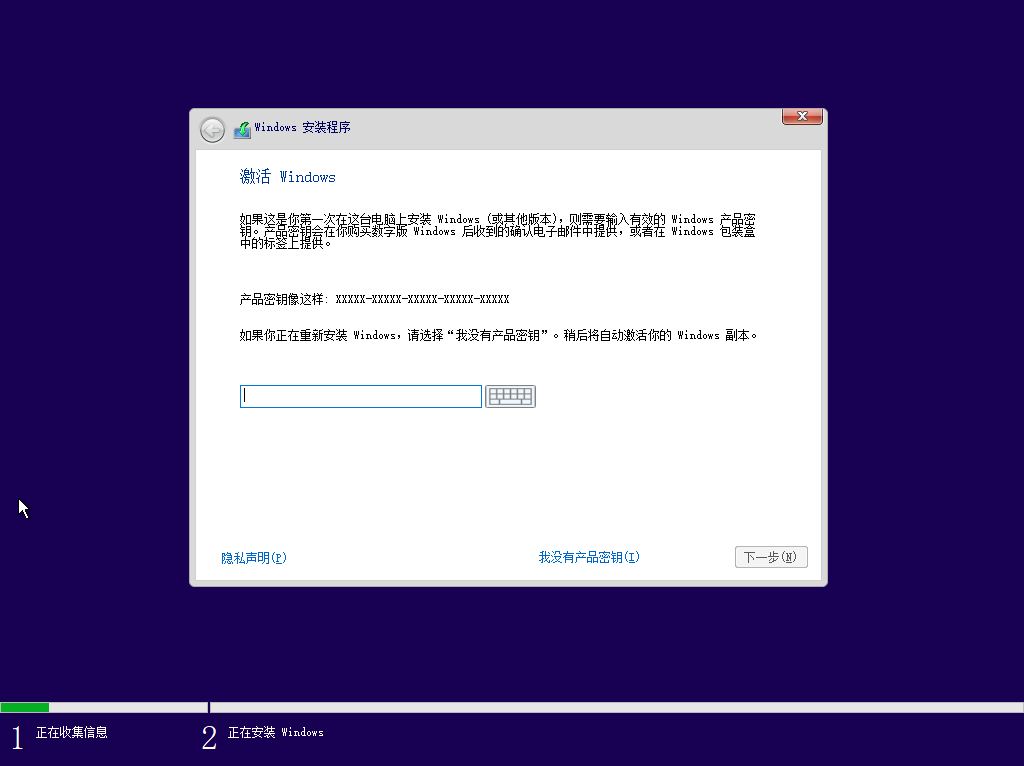 Windows 安装程序
激活 Windows
如果这是你第一次在这台电脑上安装 Windows (或其他版本)，则需要输入有效的 Windows 产品密
钥。产品密钥会在你购买数字版 Windows 后收到的确认电子邮件中提供，或者在 Windows 包装盒
中的标签上提供。
产品密钥像这样: XXXXX-XXXXX-XXXXX-XXXXX-XXXXX
如果你正在重新安装 Windows，请选择“我没有产品密钥”。稍后将自动激活你的 Windows 副本。
隐私声明(P)
我没有产品密钥(I)
下一步(N)
1 正在收集信息
2 正在安装 Windows